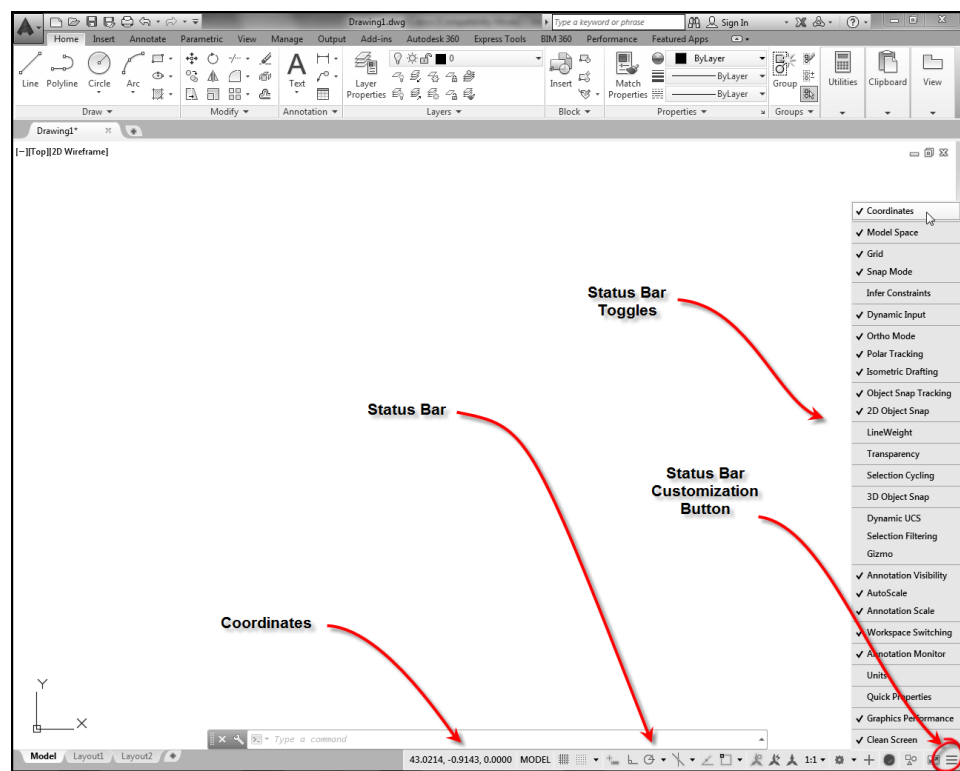 Drawing1.dwg
Type a keyword or phrase
Sign In
Home Insert Annotate Parametric View Manage Output Add-ins Autodesk 360 Express Tools BIM 360 Performance Featured Apps
Line Polyline Circle Arc
Text
Layer Properties
0
Insert
Match Properties
ByLayer
ByLayer
ByLayer
Group
Utilities
Clipboard
View
Draw Modify Annotation Layers Block Properties Groups
Drawing1*
[−][Top][2D Wireframe]
Coordinates
Model Space
Grid
Snap Mode
Infer Constraints
Dynamic Input
Ortho Mode
Polar Tracking
Isometric Drafting
Object Snap Tracking
2D Object Snap
LineWeight
Transparency
Selection Cycling
3D Object Snap
Dynamic UCS
Selection Filtering
Gizmo
Annotation Visibility
AutoScale
Annotation Scale
Workspace Switching
Annotation Monitor
Units
Quick Properties
Graphics Performance
Clean Screen
Status Bar
Toggles
Status Bar
Status Bar
Customization
Button
Coordinates
Y
X
Type a command
Model Layout1 Layout2
43.0214, -0.9143, 0.0000 MODEL
1:1